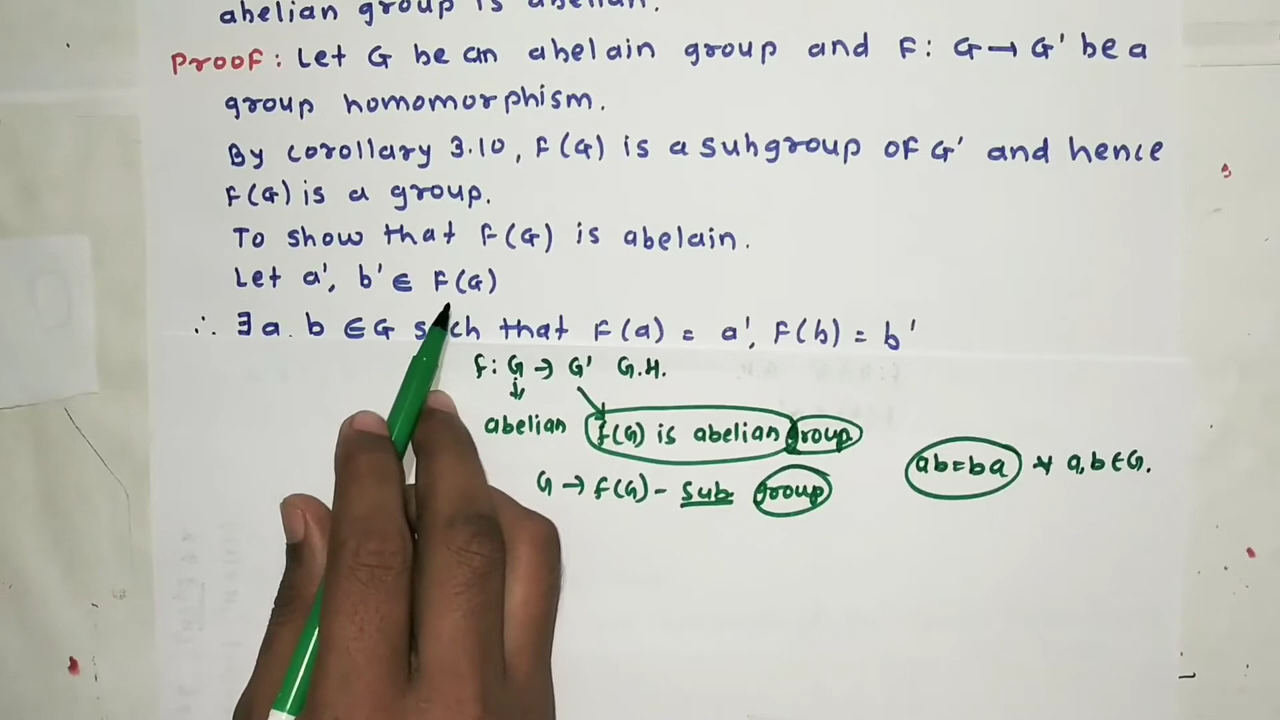 abelian group is abelian.
Proof: Let G be an abelain group and F: G→G' be a
group homomorphism.
By corollary 3.10, F(G) is a subgroup of G' and hence
F(G) is a group.
To show that F(G) is abelain.
Let a', b' ∈ F(G)
∴ ∃ a. b ∈ G such that F(a) = a', F(b) = b'
f: G → G' G.H.
abelian f(G) is abelian group
G → f(G) - sub group
ab=ba ∀ a,b ∈ G.